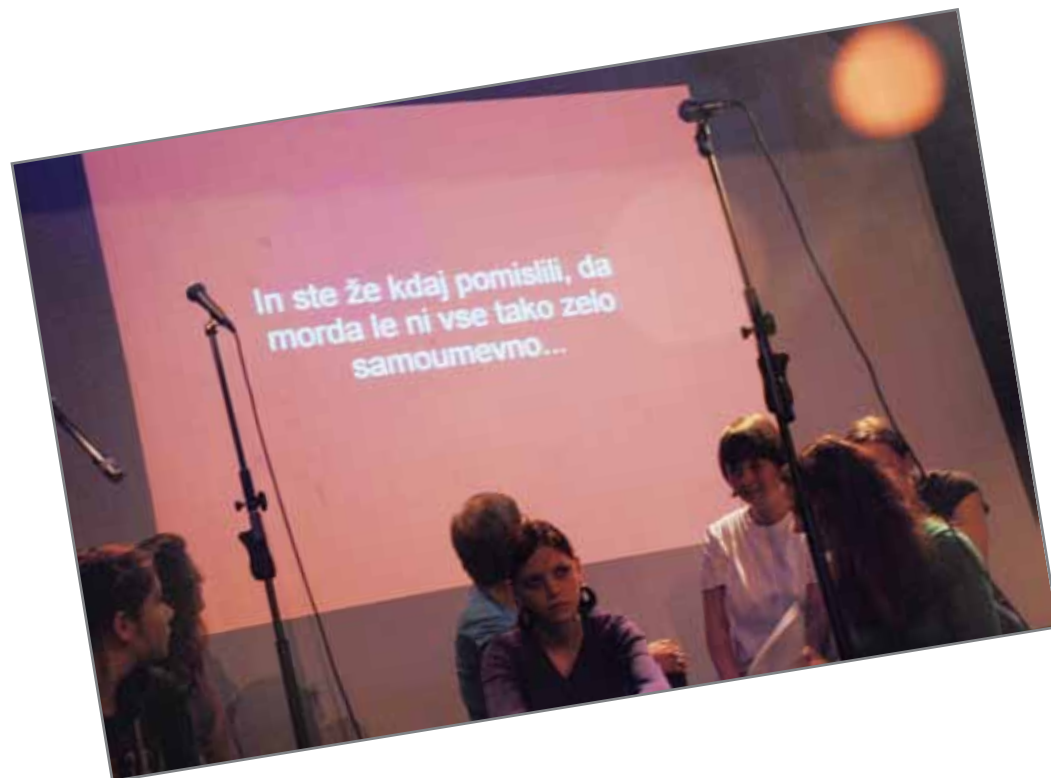 In ste že kdaj pomislili, da
morda le ni vse tako zelo
samoumevno...